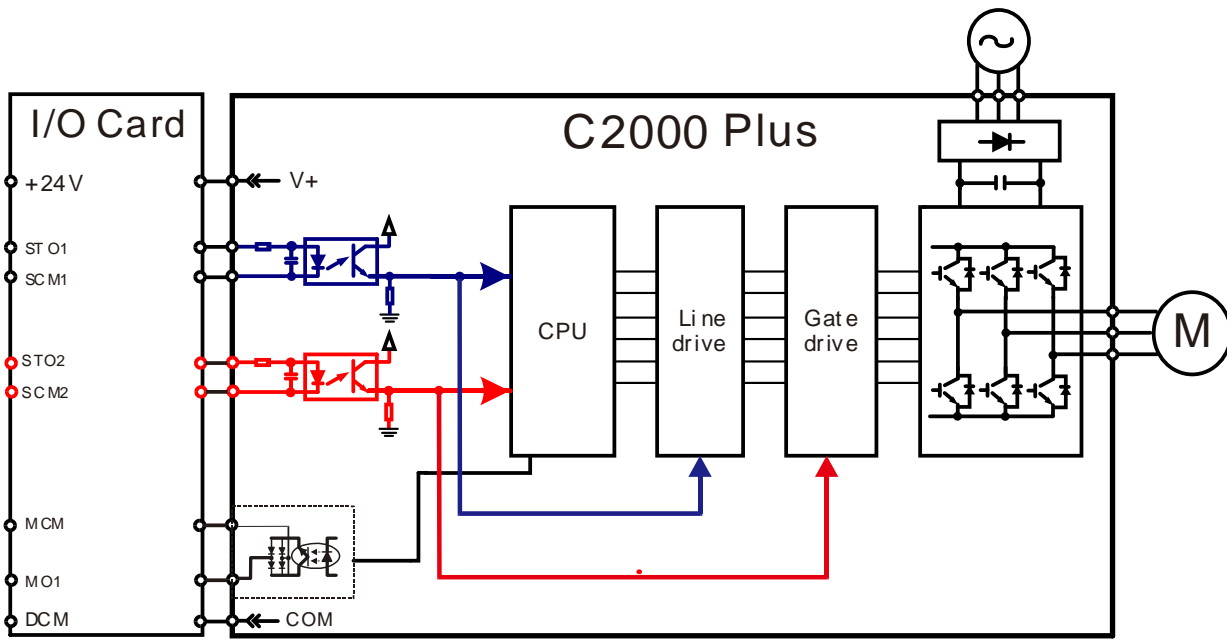 I/O Card
C2000 Plus
+24V
V+
STO1
SCM1
STO2
SCM2
CPU
Line
drive
Gate
drive
M
MCM
MO1
DCM
COM